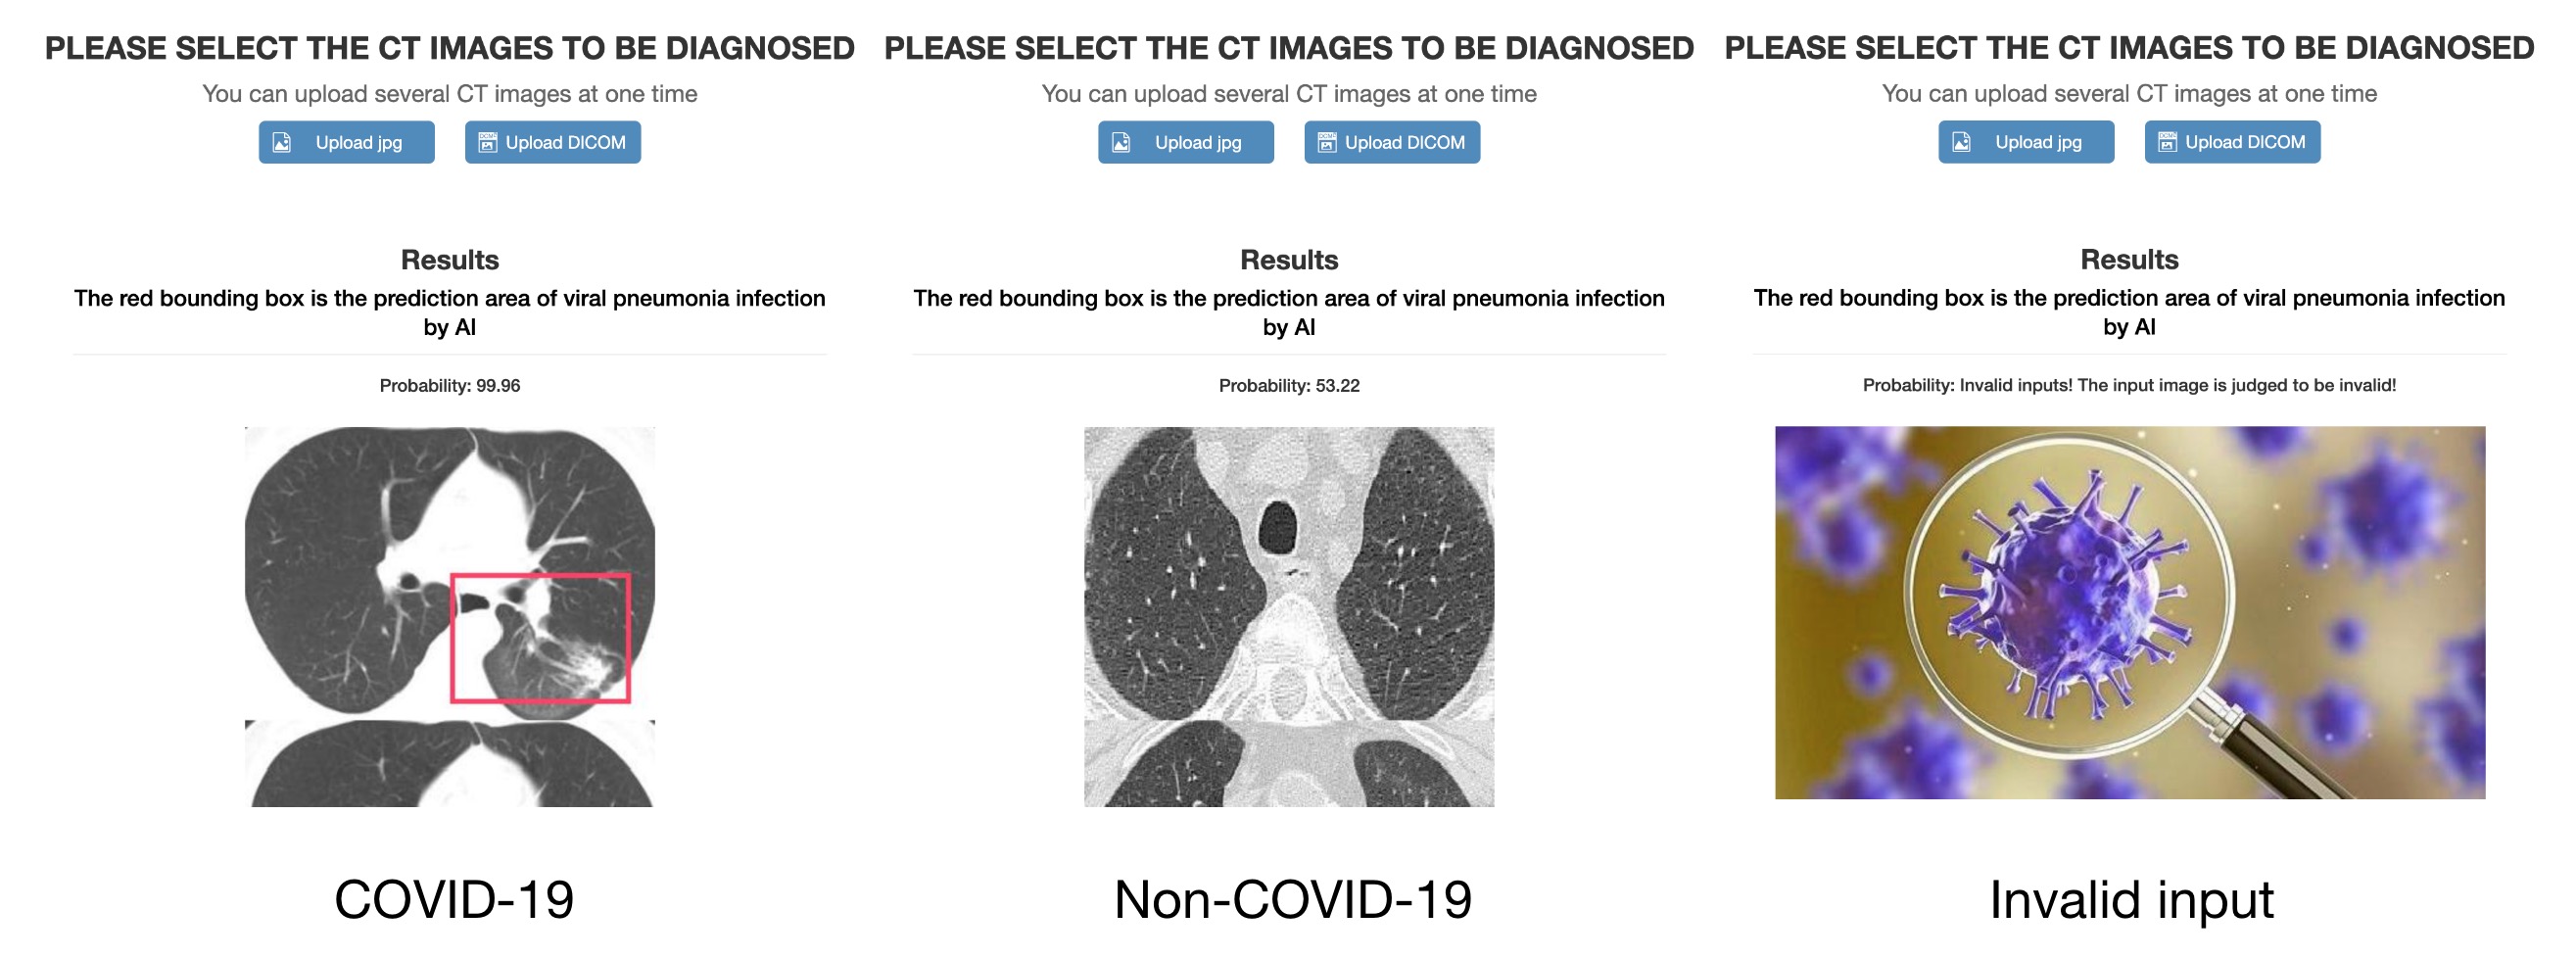 PLEASE SELECT THE CT IMAGES TO BE DIAGNOSED
You can upload several CT images at one time
Upload jpg
Upload DICOM
Results
The red bounding box is the prediction area of viral pneumonia infection
by AI
Probability: 99.96
COVID-19
PLEASE SELECT THE CT IMAGES TO BE DIAGNOSED
You can upload several CT images at one time
Upload jpg
Upload DICOM
Results
The red bounding box is the prediction area of viral pneumonia infection
by AI
Probability: 53.22
Non-COVID-19
PLEASE SELECT THE CT IMAGES TO BE DIAGNOSED
You can upload several CT images at one time
Upload jpg
Upload DICOM
Results
The red bounding box is the prediction area of viral pneumonia infection
by AI
Probability: Invalid inputs! The input image is judged to be invalid!
Invalid input